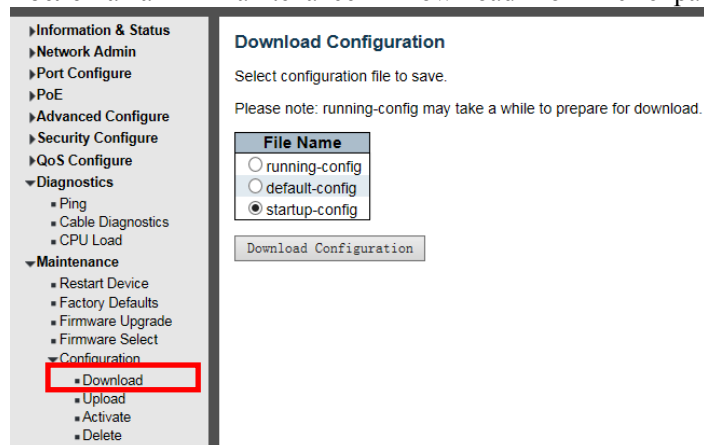 Information & Status
Network Admin
Port Configure
PoE
Advanced Configure
Security Configure
QoS Configure
Diagnostics
Ping
Cable Diagnostics
CPU Load
Maintenance
Restart Device
Factory Defaults
Firmware Upgrade
Firmware Select
Configuration
Download
Upload
Activate
Delete
Download Configuration
Select configuration file to save.
Please note: running-config may take a while to prepare for download.
File Name
running-config
default-config
startup-config
Download Configuration